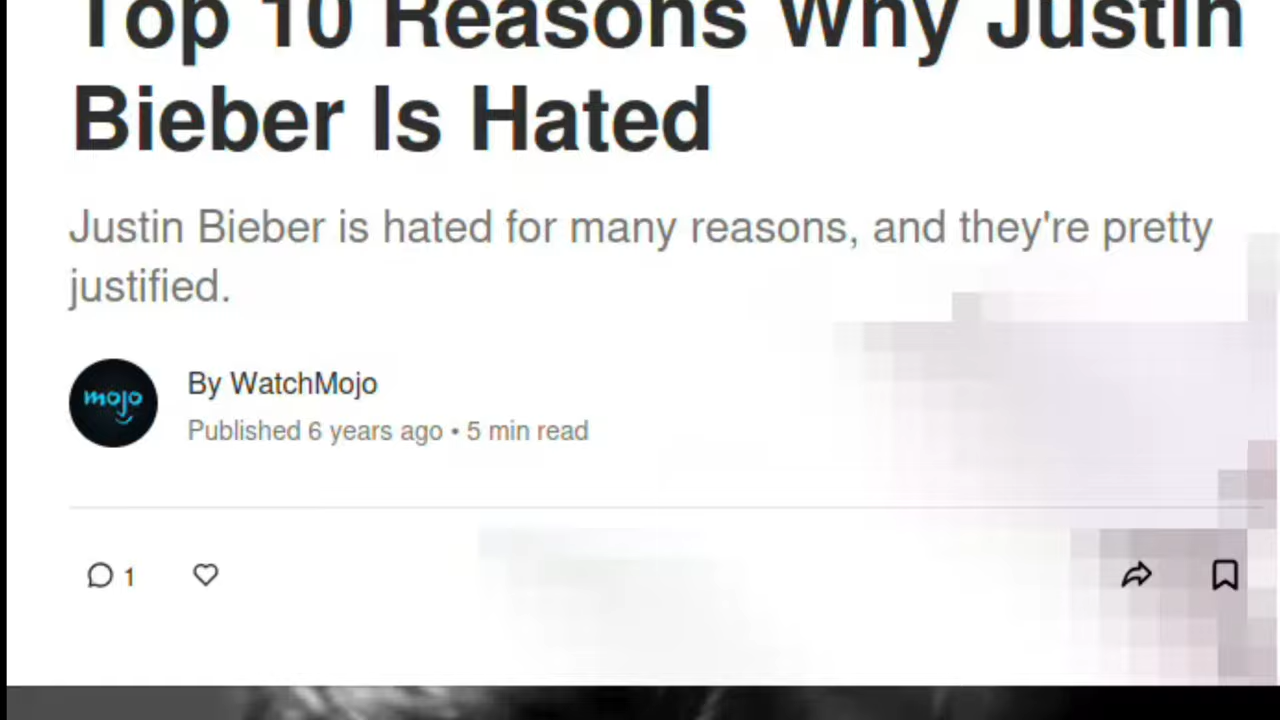 Top 10 Reasons Why Justin
Bieber Is Hated
Justin Bieber is hated for many reasons, and they're pretty
justified.
mojo
By WatchMojo
Published 6 years ago • 5 min read
1